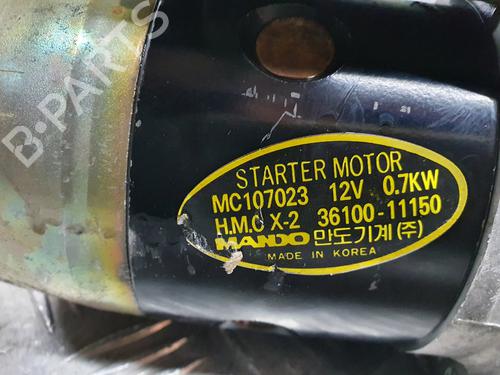 B-PARTS
STARTER MOTOR
MC107023 12V 0.7KW
H.M.C X-2 36100-11150
MANDO 만도기계(주)
MADE IN KOREA